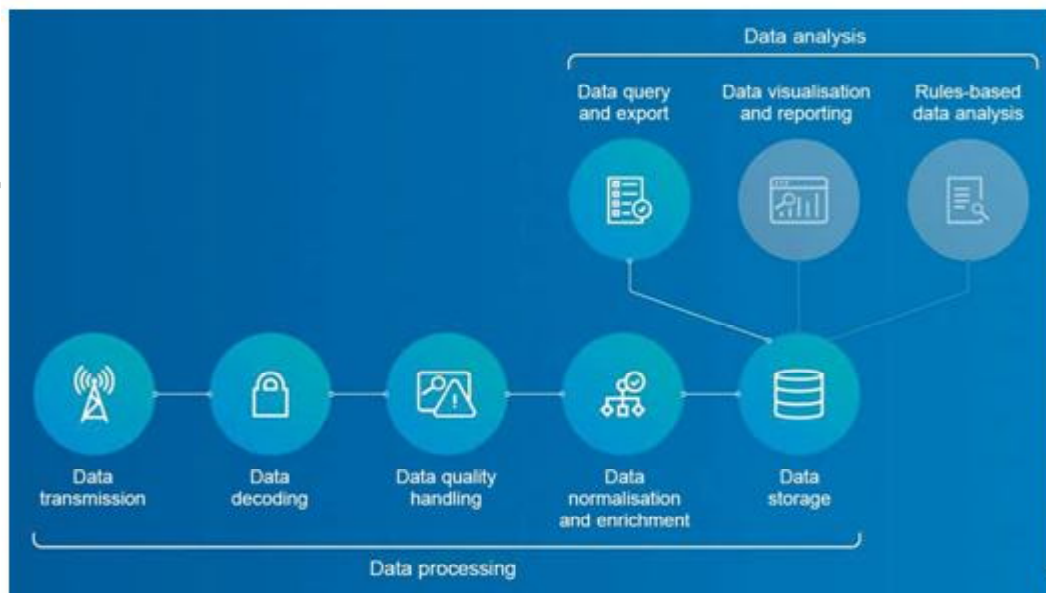 Data analysis
Data query
and export
Data visualisation
and reporting
Rules-based
data analysis
Data
transmission
Data
decoding
Data quality
handling
Data
normalisation
and enrichment
Data
storage
Data processing